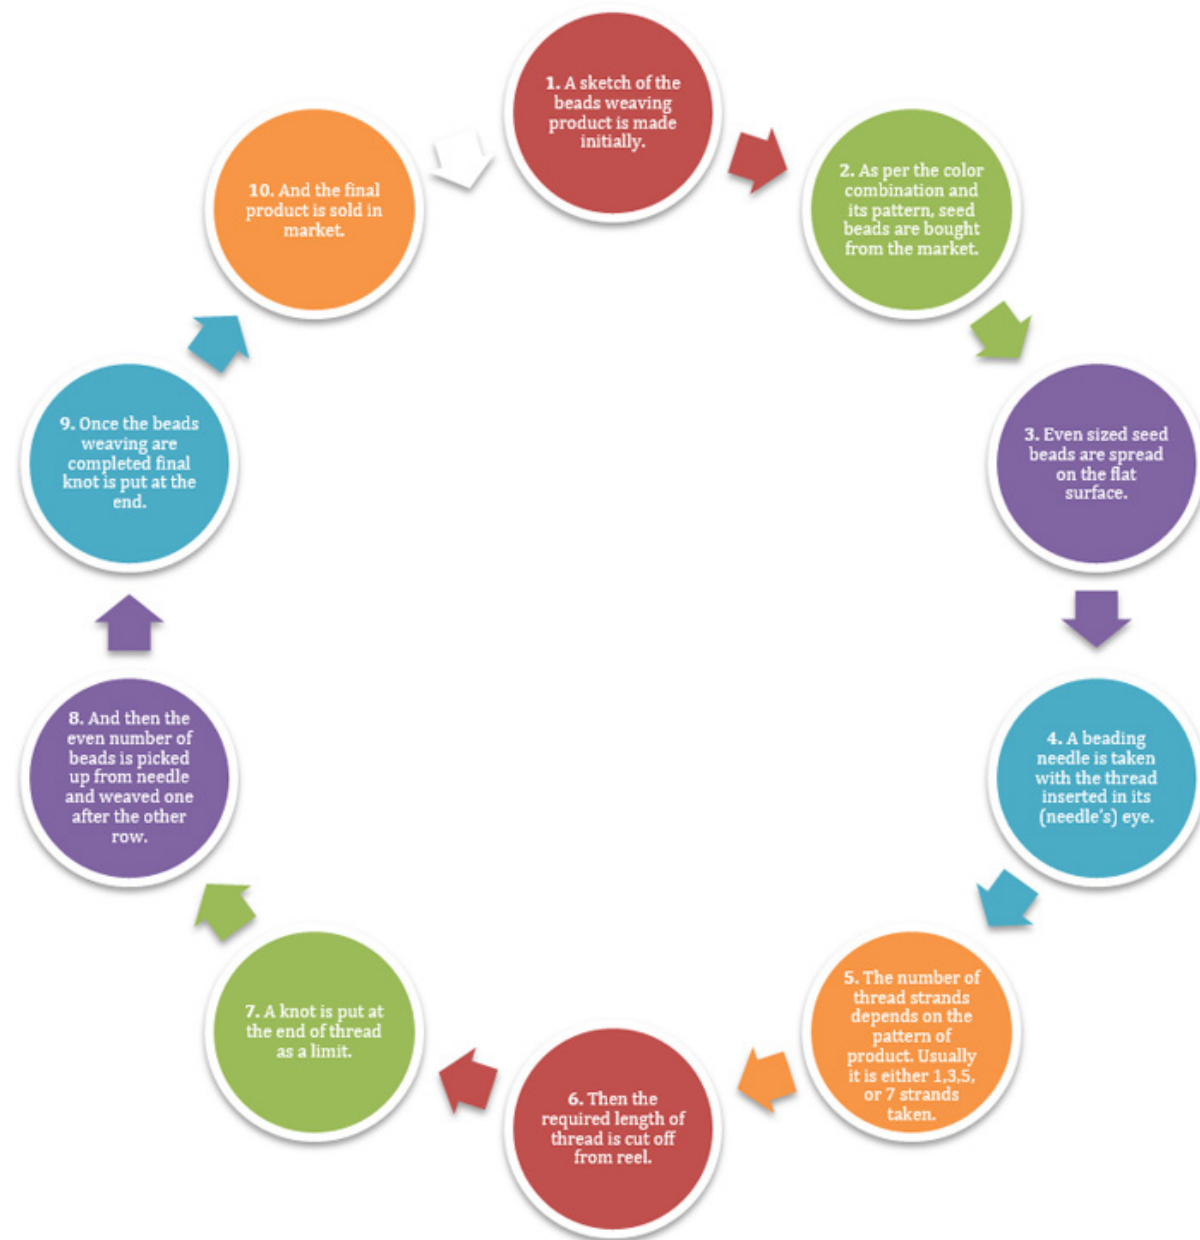 1. A sketch of the
beads weaving
product is made
initially.
2. As per the color
combination and
its pattern, seed
beads are bought
from the market.
3. Even sized seed
beads are spread
on the flat
surface.
4. A beading
needle is taken
with the thread
inserted in its
(needle's) eye.
5. The number of
thread strands
depends on the
pattern of
product. Usually
it is either 1,3,5,
or 7 strands
taken.
6. Then the
required length of
thread is cut off
from reel.
7. A knot is put at
the end of thread
as a limit.
8. And then the
even number of
beads is picked
up from needle
and weaved one
after the other
row.
9. Once the beads
weaving are
completed final
knot is put at the
end.
10. And the final
product is sold in
market.